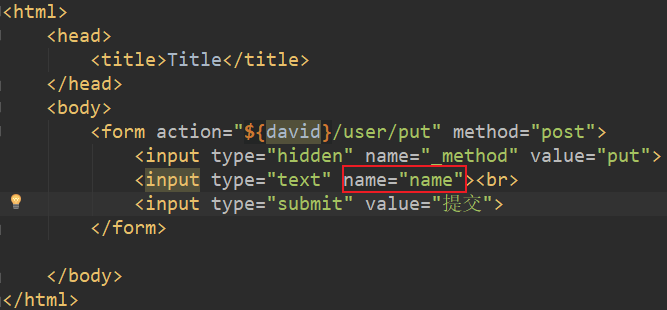 <html>
<head>
<title>Title</title>
</head>
<body>
<form action="${david}/user/put" method="post">
<input type="hidden" name="_method" value="put">
<input type="text" name="name"><br>
<input type="submit" value="提交">
</form>
</body>
</html>